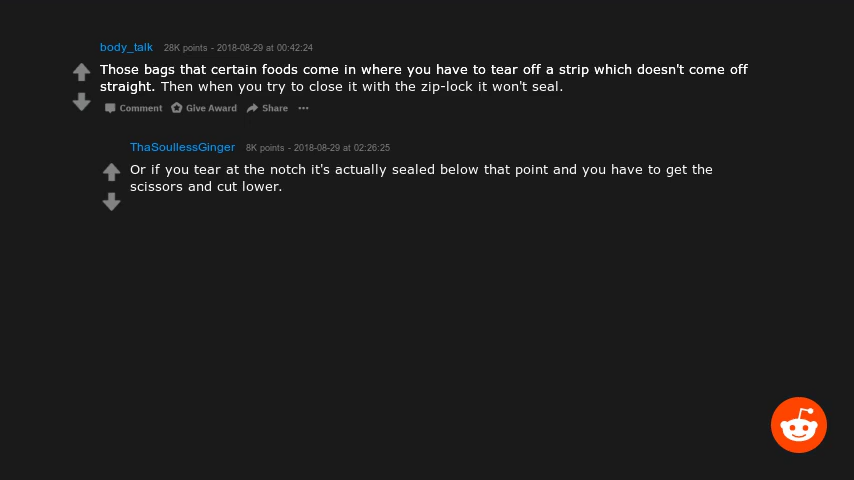 body_talk 28K points - 2018-08-29 at 00:42:24
Those bags that certain foods come in where you have to tear off a strip which doesn't come off
straight. Then when you try to close it with the zip-lock it won't seal.
Comment Give Award Share ...
ThaSoullessGinger 8K points - 2018-08-29 at 02:26:25
Or if you tear at the notch it's actually sealed below that point and you have to get the
scissors and cut lower.